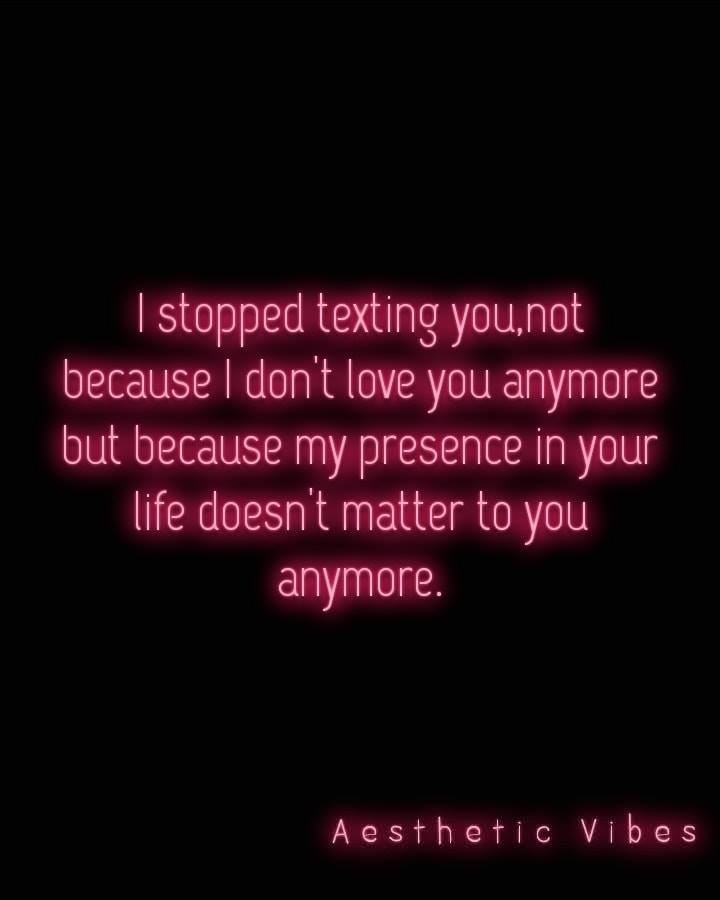 I stopped texting you,not
because I don't love you anymore
but because my presence in your
life doesn't matter to you
anymore.
Aesthetic Vibes